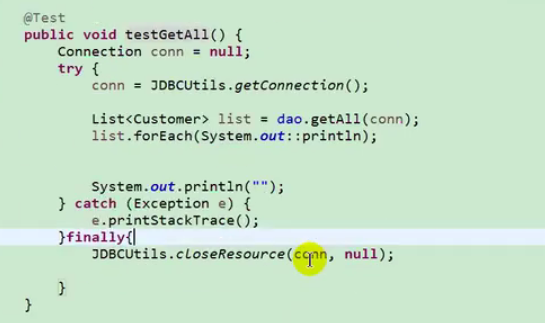 @Test
public void testGetAll() {
Connection conn = null;
try {
conn = JDBCUtils.getConnection();
List<Customer> list = dao.getAll(conn);
list.forEach(System.out::println);
System.out.println("");
} catch (Exception e) {
e.printStackTrace();
}finally{
JDBCUtils.closeResource(conn, null);
}
}